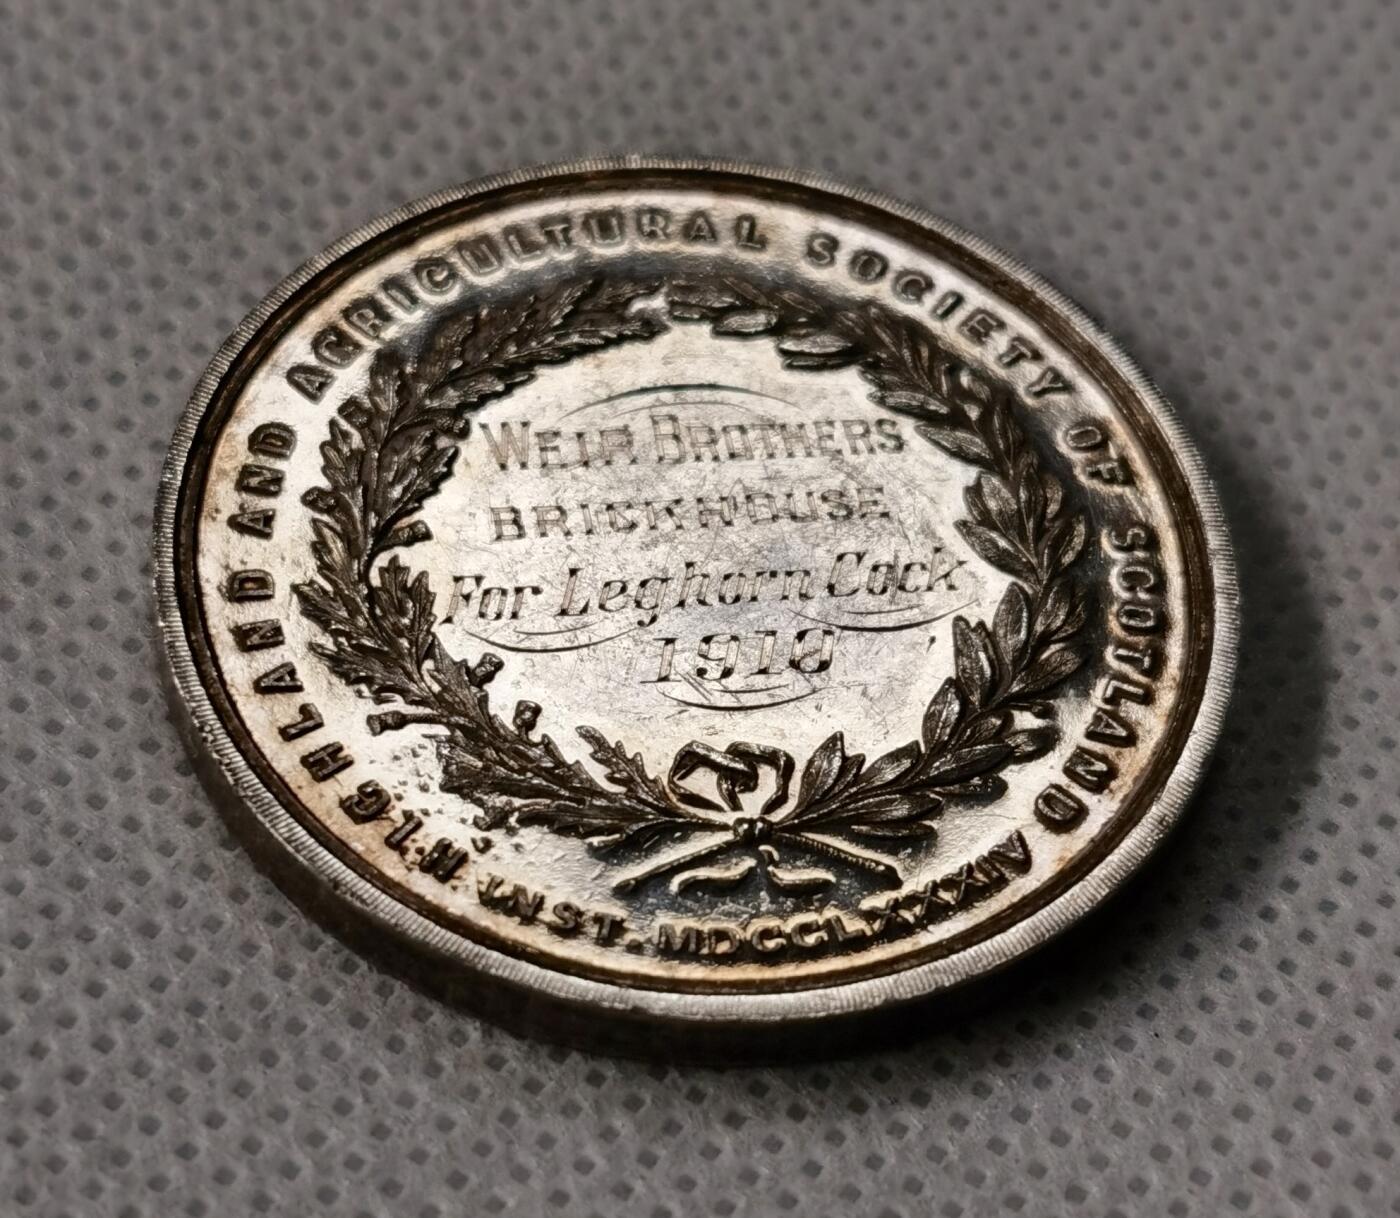 HIGHLAND AND AGRICULTURAL SOCIETY OF SCOTLAND
INST. MDCCLXXXIV
WEIR BROTHERS
BRICKHOUSE
For Leghorn Cock
1910